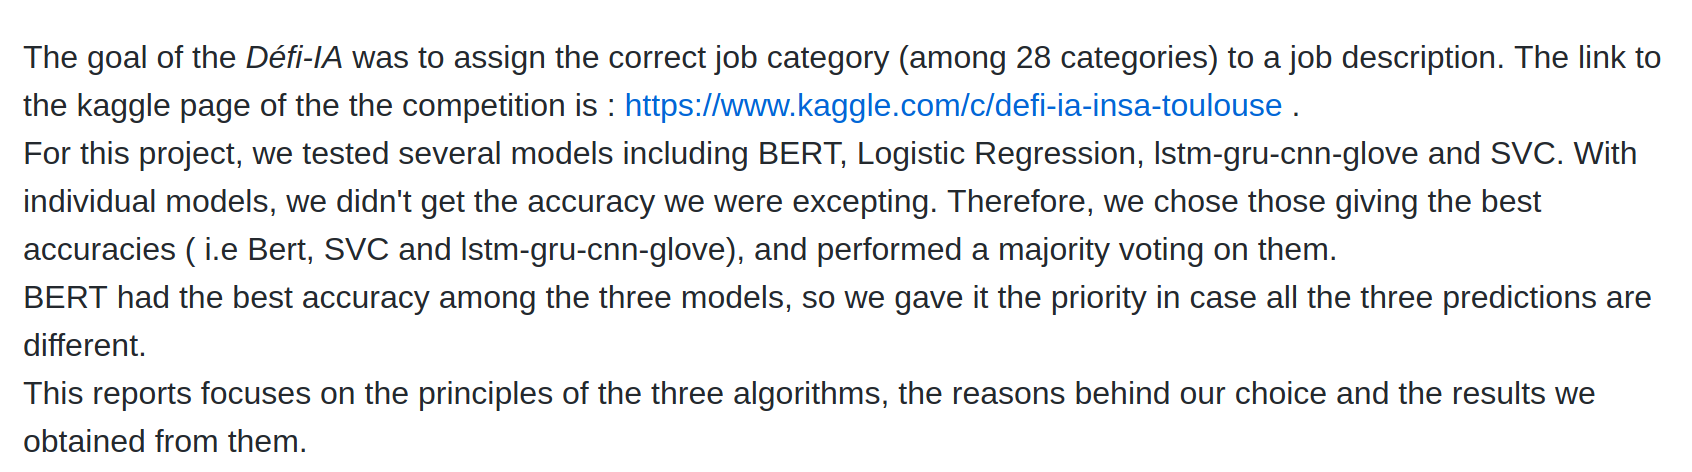 The goal of the Défi-IA was to assign the correct job category (among 28 categories) to a job description. The link to
the kaggle page of the the competition is : https://www.kaggle.com/c/defi-ia-insa-toulouse .
For this project, we tested several models including BERT, Logistic Regression, lstm-gru-cnn-glove and SVC. With
individual models, we didn't get the accuracy we were excepting. Therefore, we chose those giving the best
accuracies ( i.e Bert, SVC and lstm-gru-cnn-glove), and performed a majority voting on them.
BERT had the best accuracy among the three models, so we gave it the priority in case all the three predictions are
different.
This reports focuses on the principles of the three algorithms, the reasons behind our choice and the results we
obtained from them.